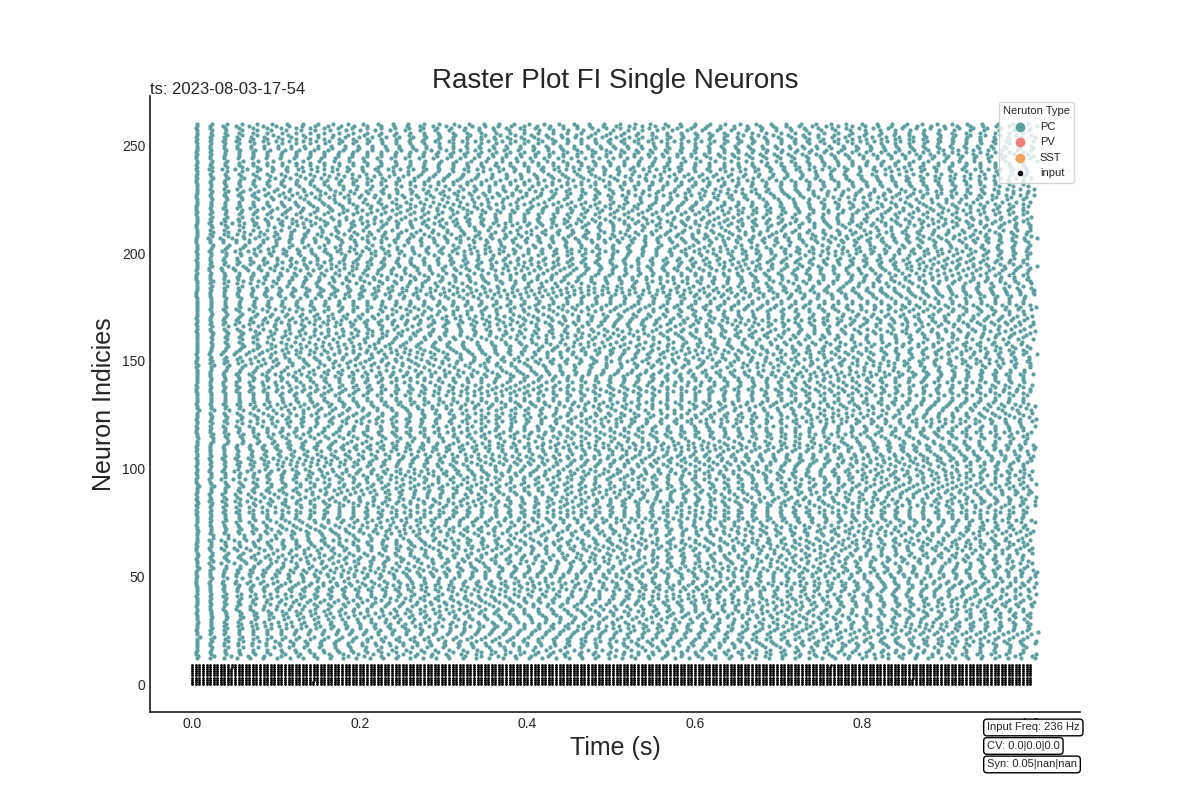 Raster Plot FI Single Neurons
ts: 2023-08-03-17-54
Neruton Type
PC
PV
SST
input
250
200
150
100
50
0
Neuron Indicies
0.0 0.2 0.4 0.6 0.8
Time (s)
Input Freq: 236 Hz
CV: 0.0|0.0|0.0
Syn: 0.05|nan|nan